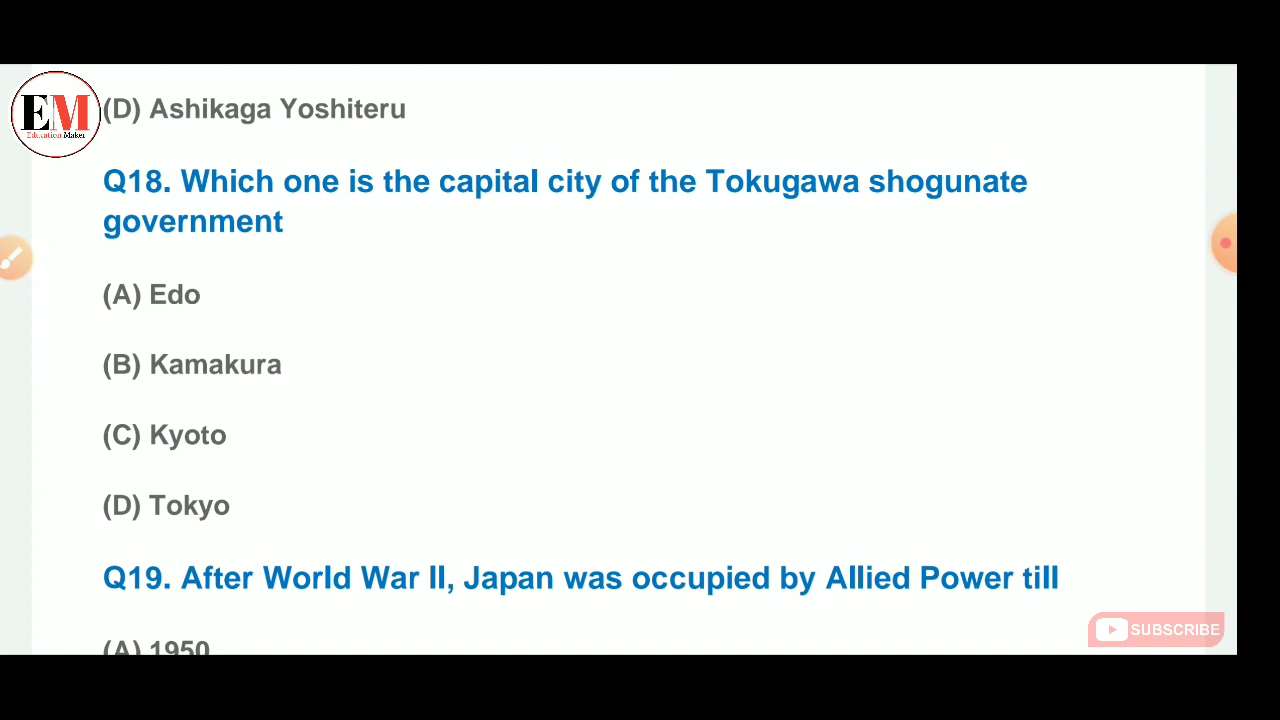 EM
Education Maker
(D) Ashikaga Yoshiteru
Q18. Which one is the capital city of the Tokugawa shogunate
government
(A) Edo
(B) Kamakura
(C) Kyoto
(D) Tokyo
Q19. After World War II, Japan was occupied by Allied Power till
(A) 1950
SUBSCRIBE